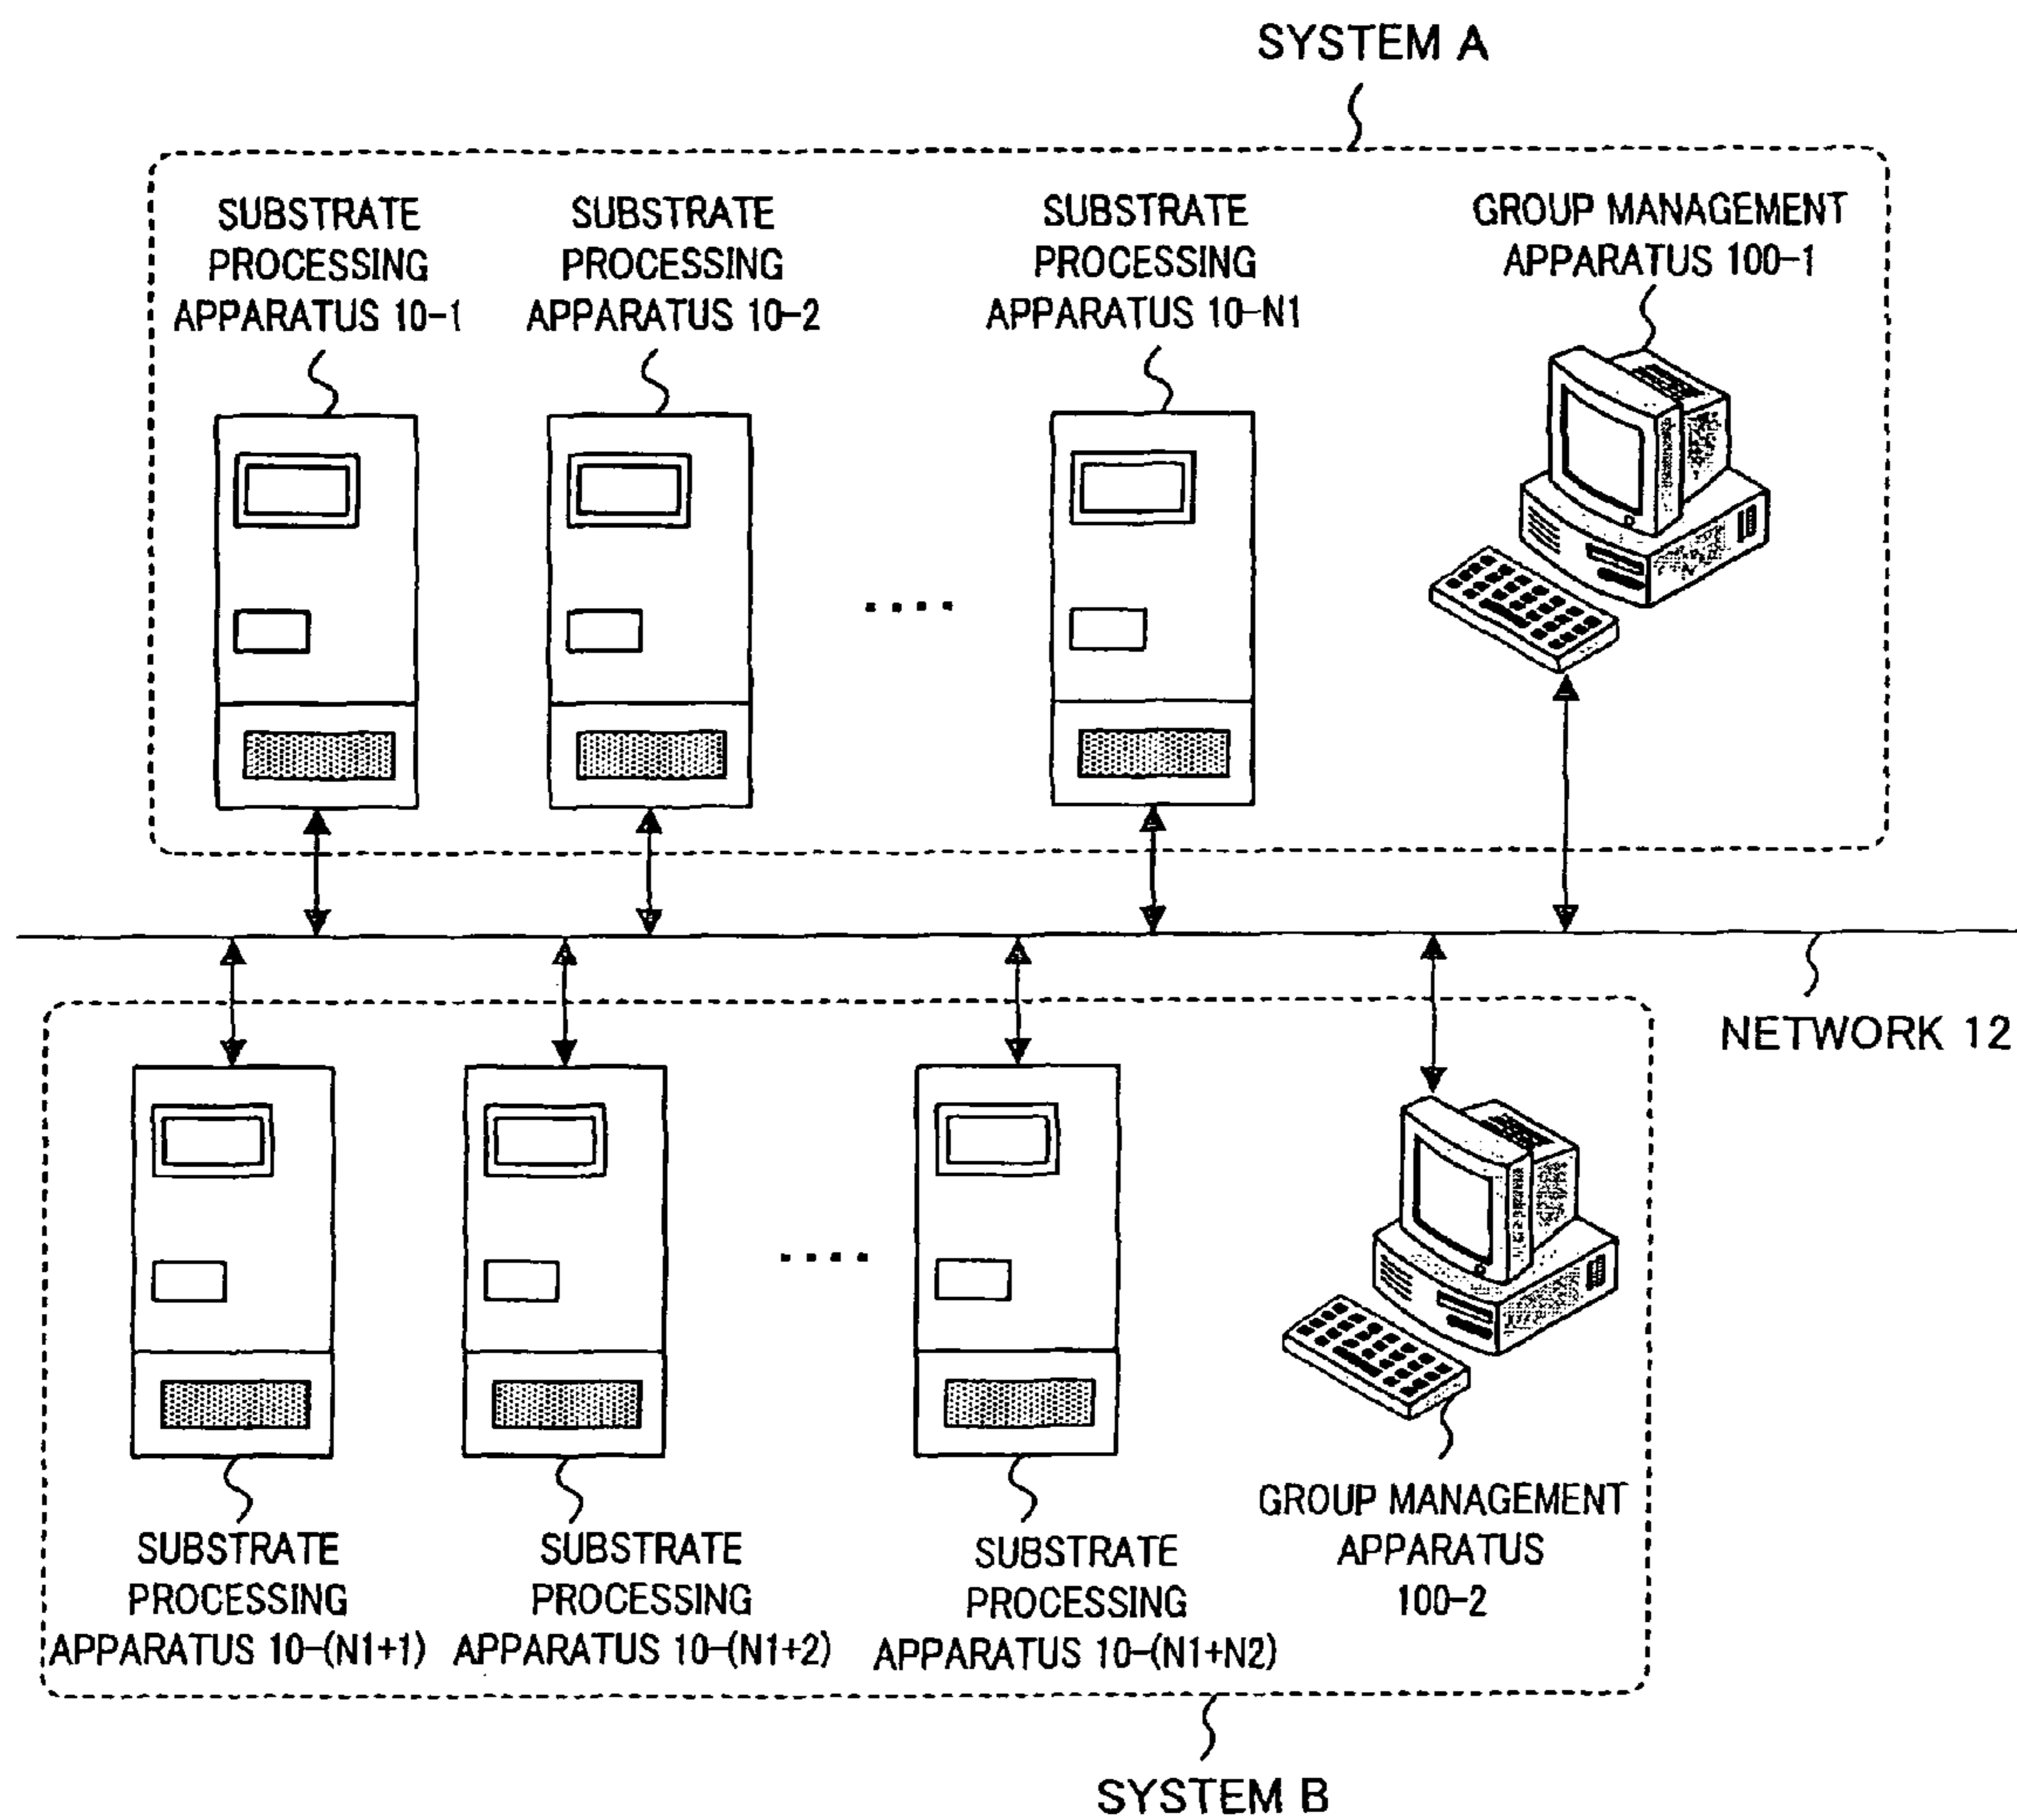 SYSTEM A
SUBSTRATE
PROCESSING
APPARATUS 10-1
SUBSTRATE
PROCESSING
APPARATUS 10-2
SUBSTRATE
PROCESSING
APPARATUS 10-N1
GROUP MANAGEMENT
APPARATUS 100-1
NETWORK 12
SUBSTRATE
PROCESSING
APPARATUS 10-(N1+1)
SUBSTRATE
PROCESSING
APPARATUS 10-(N1+2)
SUBSTRATE
PROCESSING
APPARATUS 10-(N1+N2)
GROUP MANAGEMENT
APPARATUS
100-2
SYSTEM B